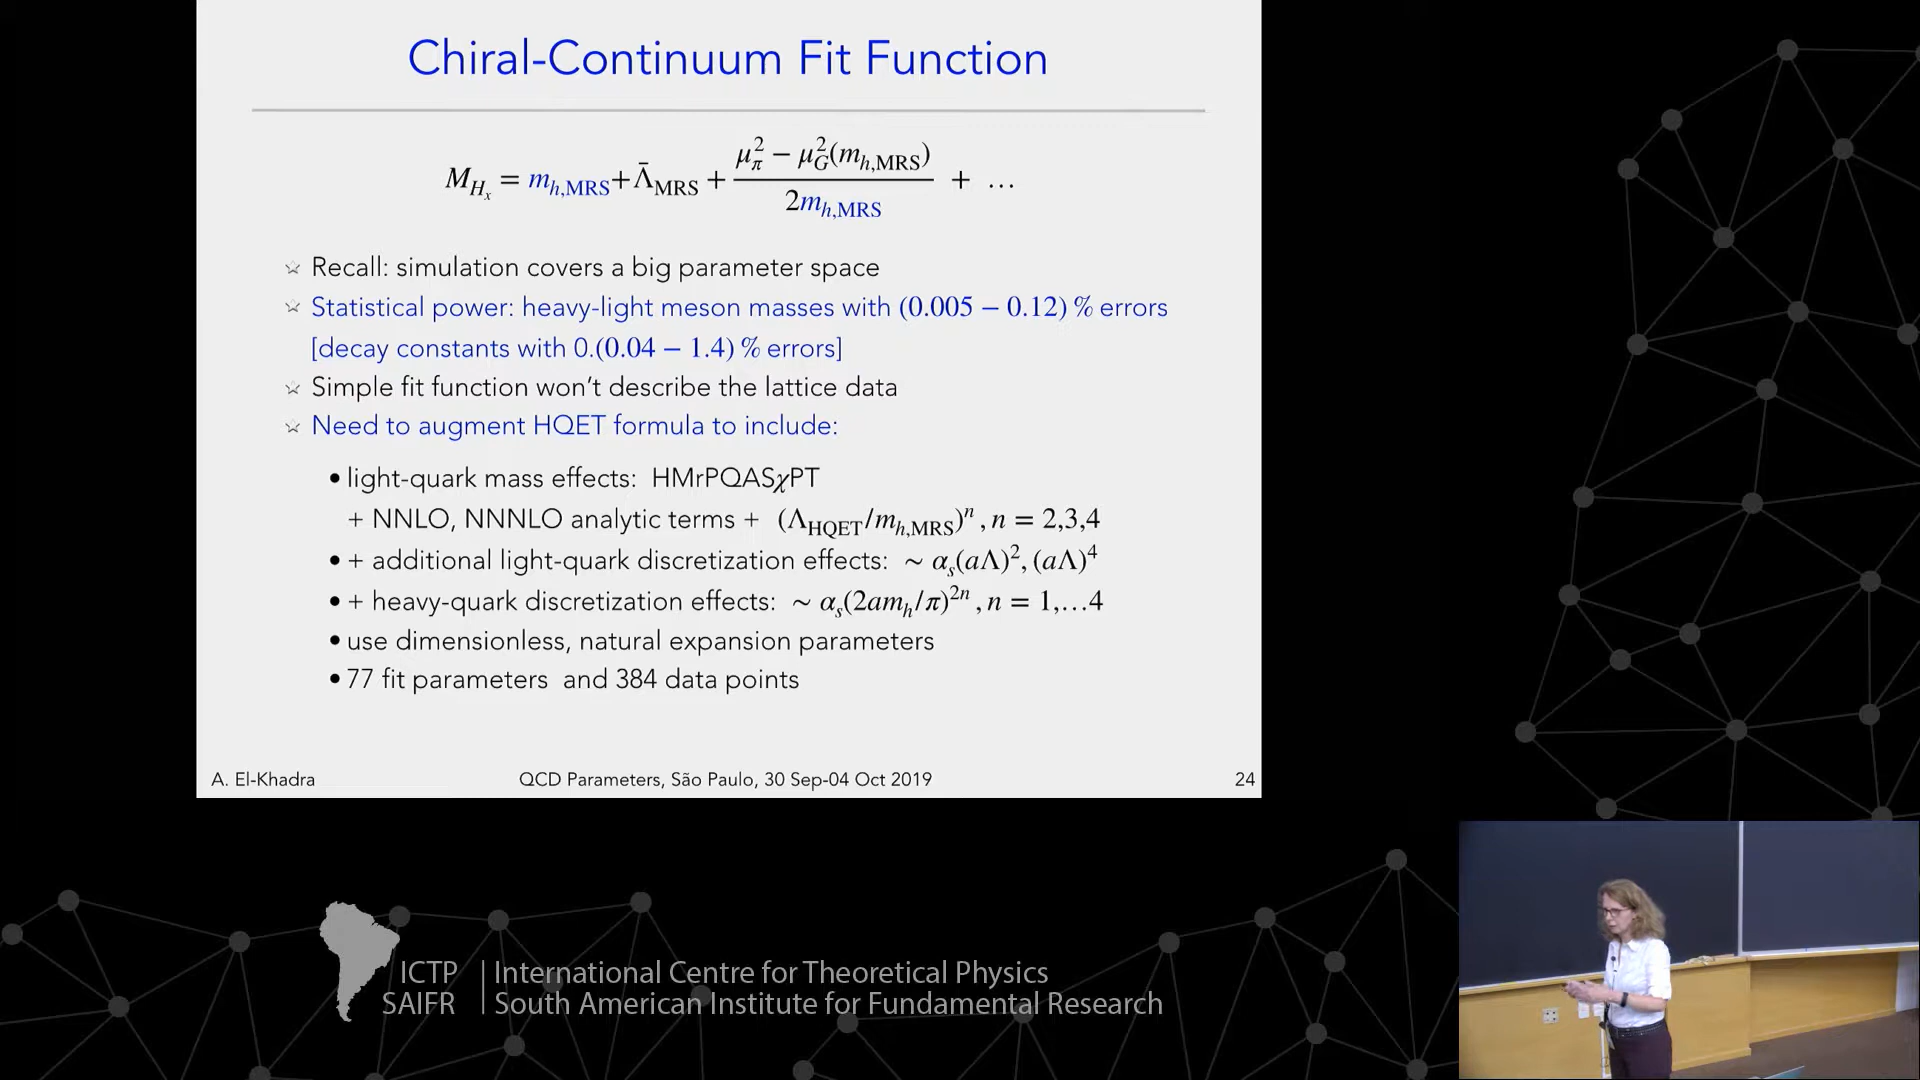 Chiral-Continuum Fit Function
M_{H_x} = m_{h,MRS} + Λ̄_{MRS} + \frac{μ_π^2 − μ_G^2(m_{h,MRS})}{2m_{h,MRS}} + …
☆ Recall: simulation covers a big parameter space
☆ Statistical power: heavy-light meson masses with (0.005 − 0.12) % errors
[decay constants with 0.(0.04 − 1.4) % errors]
☆ Simple fit function won’t describe the lattice data
☆ Need to augment HQET formula to include:
• light-quark mass effects: HMrPQASχPT
+ NNLO, NNNLO analytic terms + (Λ_{HQET}/m_{h,MRS})^n , n = 2,3,4
• + additional light-quark discretization effects: ∼ α_s(aΛ)^2, (aΛ)^4
• + heavy-quark discretization effects: ∼ α_s(2am_h/π)^{2n} , n = 1,…4
• use dimensionless, natural expansion parameters
• 77 fit parameters and 384 data points
A. El-Khadra QCD Parameters, São Paulo, 30 Sep-04 Oct 2019 24
ICTP | International Centre for Theoretical Physics
SAIFR | South American Institute for Fundamental Research